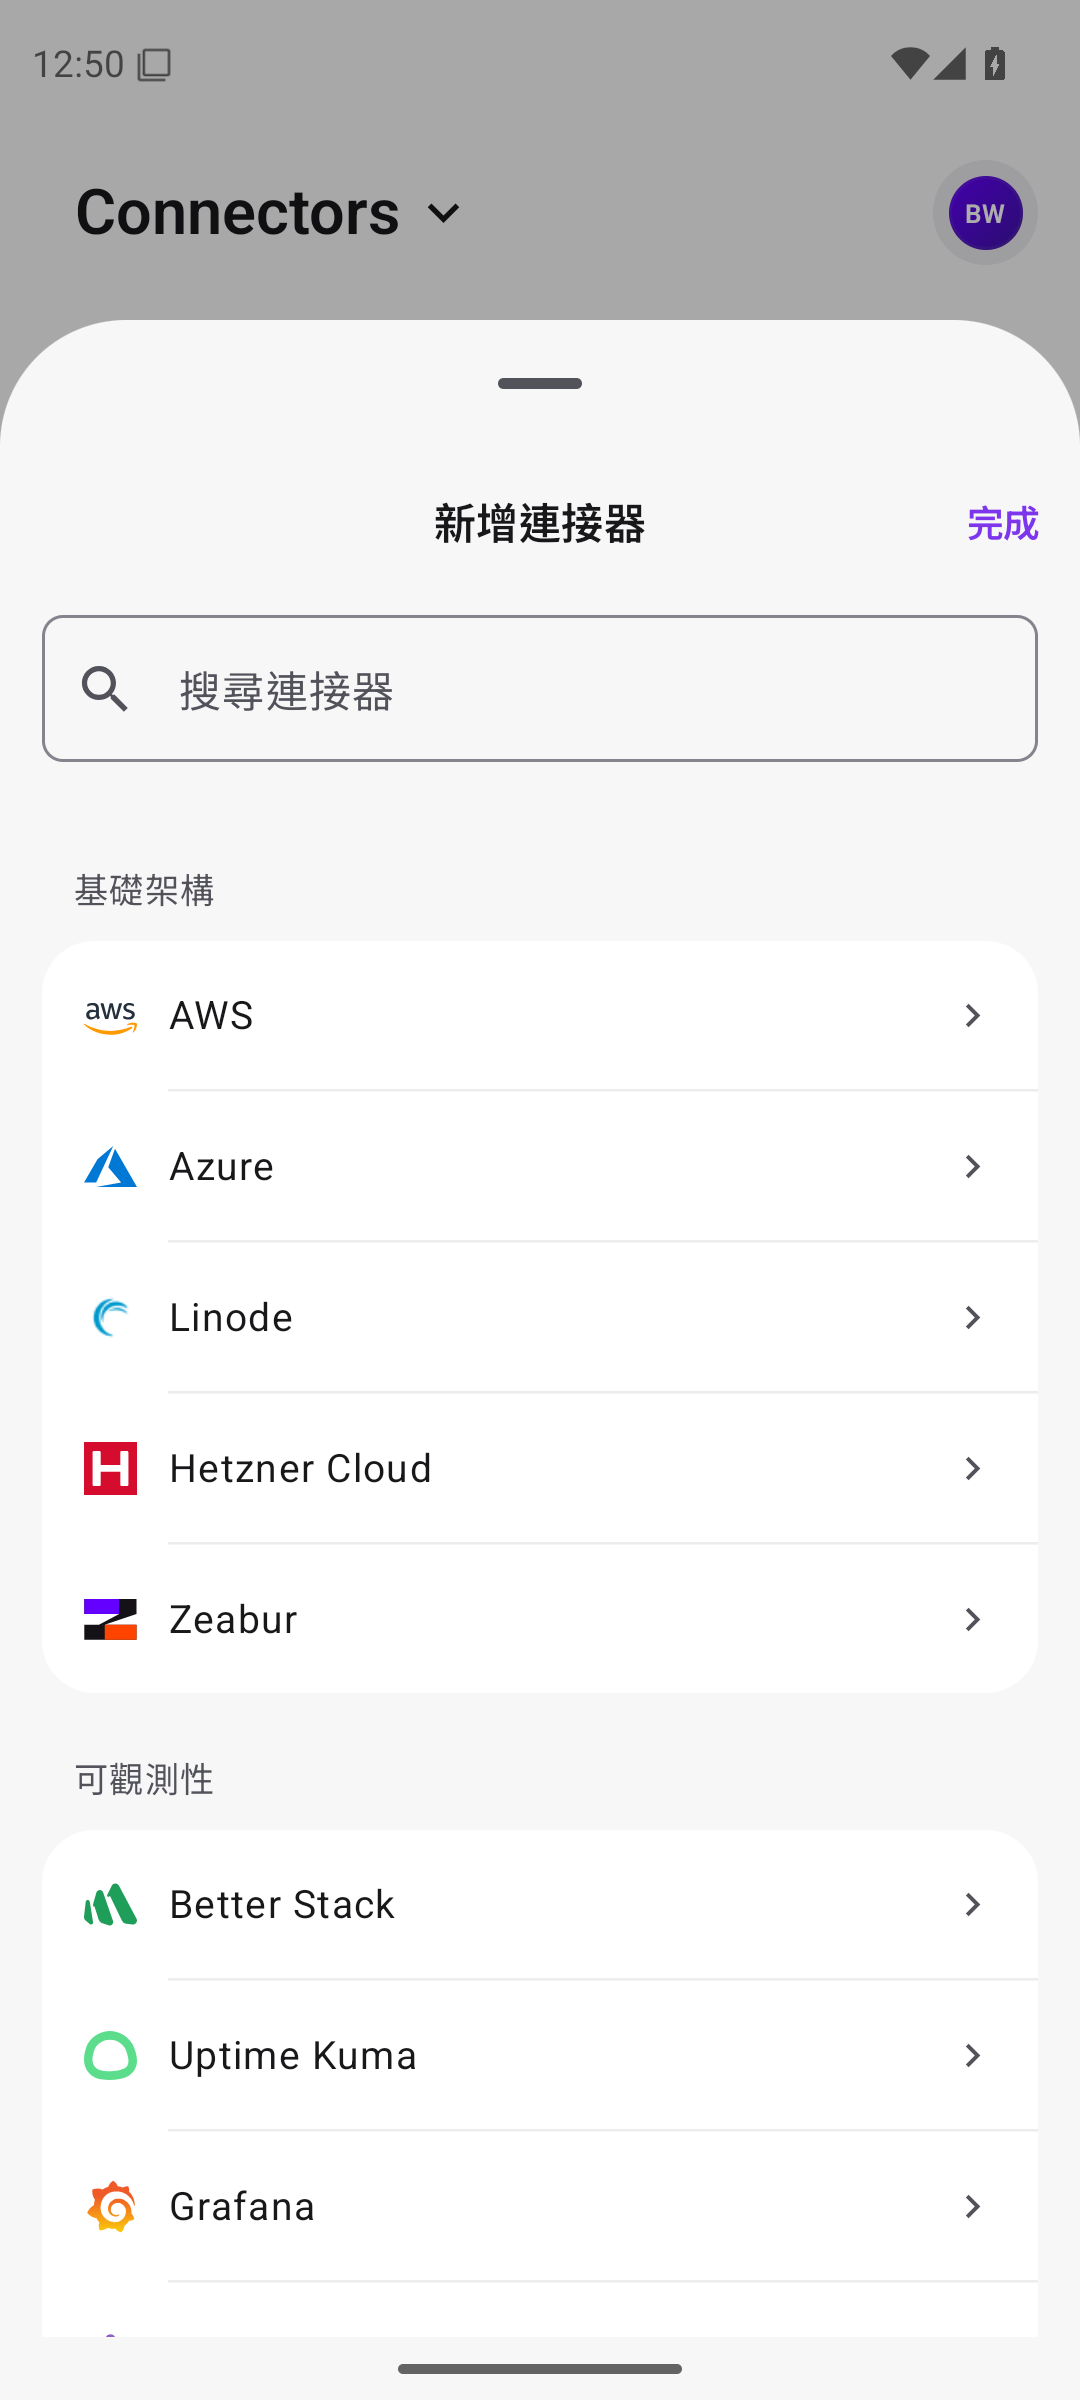 12:50
Connectors
BW
新增連接器
完成
搜尋連接器
基礎架構
aws AWS
Azure
Linode
Hetzner Cloud
Zeabur
可觀測性
Better Stack
Uptime Kuma
Grafana